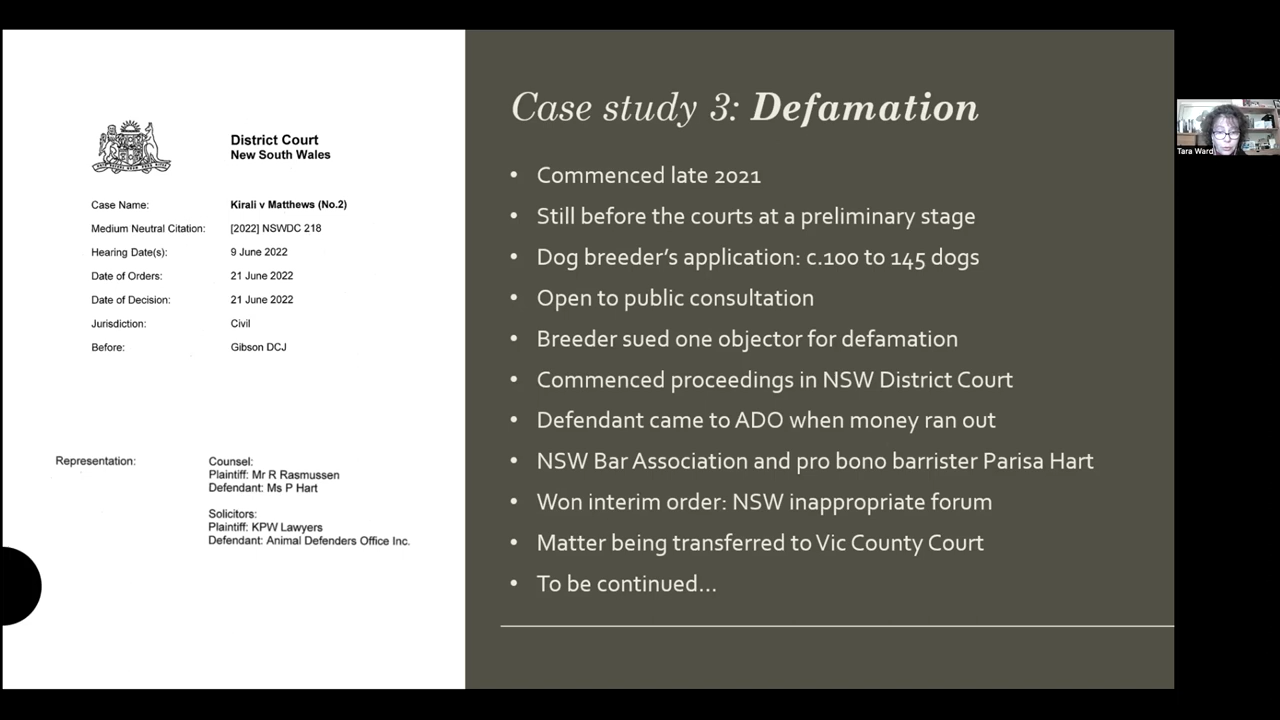 District Court
New South Wales
Case Name: Kirali v Matthews (No.2)
Medium Neutral Citation: [2022] NSWDC 218
Hearing Date(s): 9 June 2022
Date of Orders: 21 June 2022
Date of Decision: 21 June 2022
Jurisdiction: Civil
Before: Gibson DCJ
Representation: Counsel:
Plaintiff: Mr R Rasmussen
Defendant: Ms P Hart
Solicitors:
Plaintiff: KPW Lawyers
Defendant: Animal Defenders Office Inc.
Case study 3: Defamation
• Commenced late 2021
• Still before the courts at a preliminary stage
• Dog breeder’s application: c.100 to 145 dogs
• Open to public consultation
• Breeder sued one objector for defamation
• Commenced proceedings in NSW District Court
• Defendant came to ADO when money ran out
• NSW Bar Association and pro bono barrister Parisa Hart
• Won interim order: NSW inappropriate forum
• Matter being transferred to Vic County Court
• To be continued…
Tara Ward